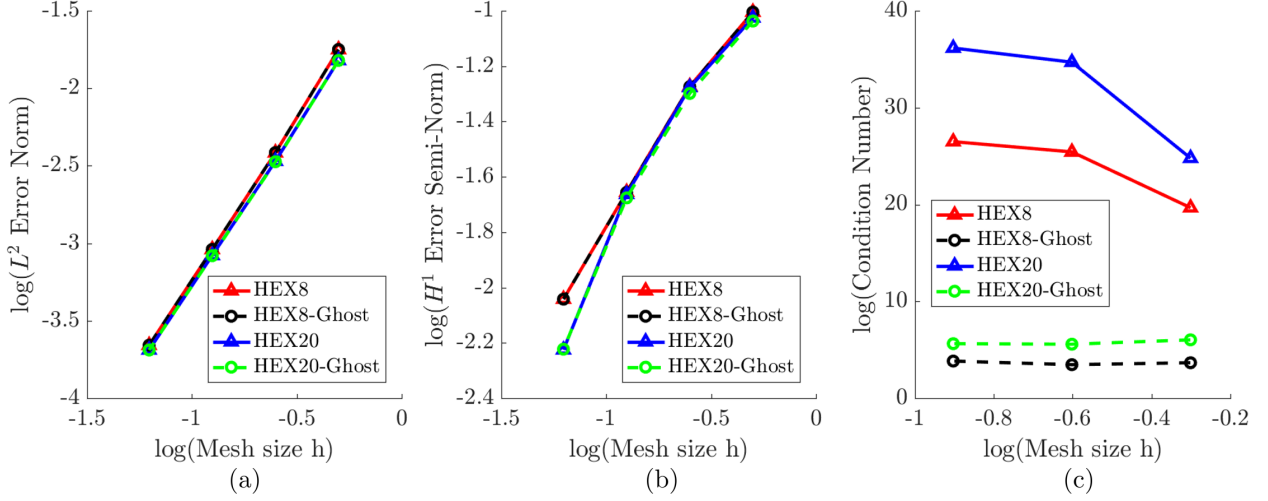 -1.5
-2
-2.5
-3
-3.5
-4
-1.5
-1
-0.5
0
log(L² Error Norm)
log(Mesh size h)
HEX8
HEX8-Ghost
HEX20
HEX20-Ghost
(a)
-1
-1.2
-1.4
-1.6
-1.8
-2
-2.2
-2.4
-1.5
-1
-0.5
0
log(H¹ Error Semi-Norm)
log(Mesh size h)
HEX8
HEX8-Ghost
HEX20
HEX20-Ghost
(b)
40
30
20
10
0
-1
-0.8
-0.6
-0.4
-0.2
log(Condition Number)
log(Mesh size h)
HEX8
HEX8-Ghost
HEX20
HEX20-Ghost
(c)